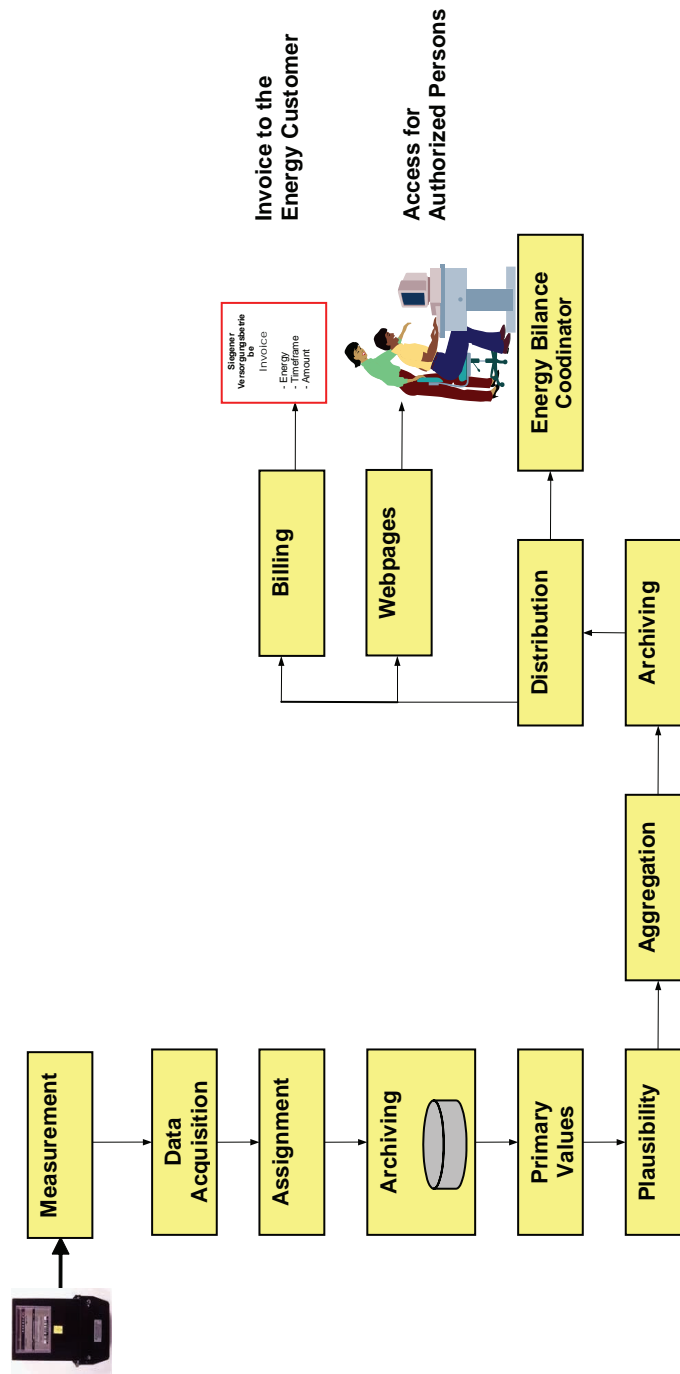 Measurement
Data
Acquisition
Assignment
Archiving
Primary
Values
Plausibility
Aggregation
Archiving
Distribution
Energy Bilance
Coodinator
Billing
Webpages
Siegener
Versorgungsbetrie
be
Invoice
- Energy
- Timeframe
- Amount
Invoice to the
Energy Customer
Access for
Authorized Persons